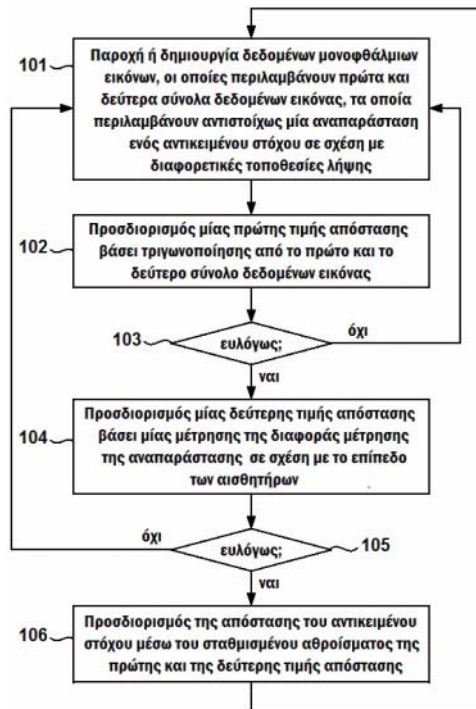 101
Παροχή ή δημιουργία δεδομένων μονοφθάλμιων
εικόνων, οι οποίες περιλαμβάνουν πρώτα και
δεύτερα σύνολα δεδομένων εικόνας, τα οποία
περιλαμβάνουν αντιστοίχως μία αναπαράσταση
ενός αντικειμένου στόχου σε σχέση με
διαφορετικές τοποθεσίες λήψης
102
Προσδιορισμός μίας πρώτης τιμής απόστασης
βάσει τριγωνοποίησης από το πρώτο και το
δεύτερο σύνολο δεδομένων εικόνας
103
ευλόγως;
όχι
ναι
104
Προσδιορισμός μίας δεύτερης τιμής απόστασης
βάσει μίας μέτρησης της διαφοράς μέτρησης
της αναπαράστασης σε σχέση με το επίπεδο
των αισθητήρων
όχι
ευλόγως;
105
ναι
106
Προσδιορισμός της απόστασης του αντικειμένου
στόχου μέσω του σταθμισμένου αθροίσματος της
πρώτης και της δεύτερης τιμής απόστασης